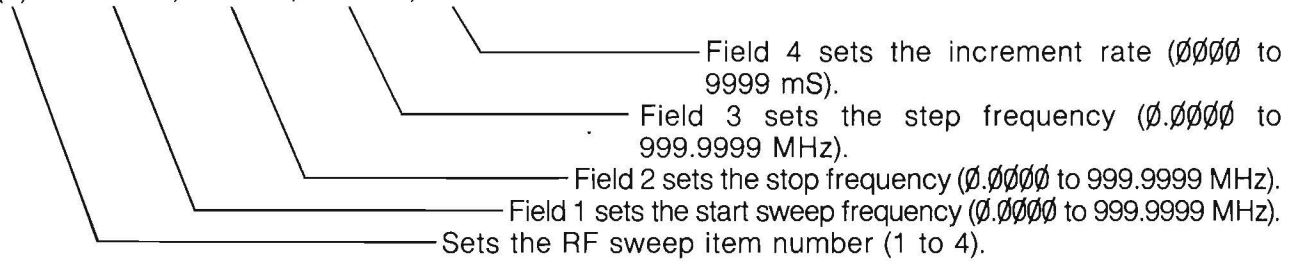 Field 4 sets the increment rate (ØØØØ to
9999 mS).
Field 3 sets the step frequency (Ø.ØØØØ to
999.9999 MHz).
Field 2 sets the stop frequency (Ø.ØØØØ to 999.9999 MHz).
Field 1 sets the start sweep frequency (Ø.ØØØØ to 999.9999 MHz).
Sets the RF sweep item number (1 to 4).